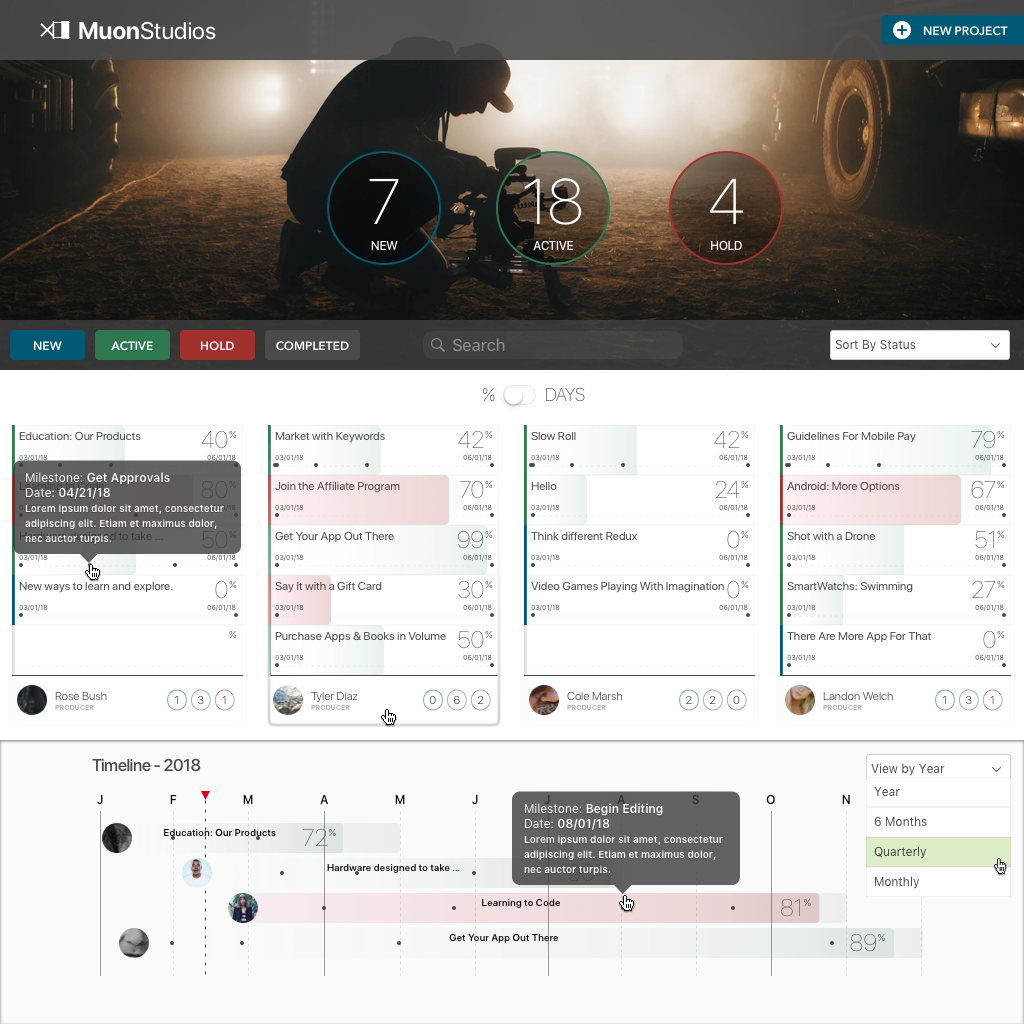 MuonStudios
NEW PROJECT
7
NEW
18
ACTIVE
4
HOLD
NEW
ACTIVE
HOLD
COMPLETED
Search
Sort By Status
% DAYS
Education: Our Products
40%
03/01/18
Milestone: Get Approvals
Date: 04/21/18
Lorem ipsum dolor sit amet, consectetur
adipiscing elit. Etiam et maximus dolor,
nec auctor turpis.
80%
50%
03/01/18 06/01/18
New ways to learn and explore.
0%
03/01/18 06/01/18
%
Rose Bush
PRODUCER
1 3 1
Market with Keywords
42%
03/01/18 06/01/18
Join the Affiliate Program
70%
03/01/18 06/01/18
Get Your App Out There
99%
03/01/18 06/01/18
Say It with a Gift Card
30%
03/01/18 06/01/18
Purchase Apps & Books in Volume
50%
03/01/18 06/01/18
Tyler Diaz
PRODUCER
0 6 2
Slow Roll
42%
03/01/18 06/01/18
Hello
24%
03/01/18 06/01/18
Think different Redux
0%
03/01/18 06/01/18
Video Games Playing With Imagination
0%
03/01/18 06/01/18
Cole Marsh
PRODUCER
2 2 0
Guidelines For Mobile Pay
79%
03/01/18 06/01/18
Android: More Options
67%
03/01/18 06/01/18
Shot with a Drone
51%
03/01/18 06/01/18
SmartWatchs: Swimming
27%
03/01/18 06/01/18
There Are More App For That
0%
03/01/18 06/01/18
Landon Welch
PRODUCER
1 3 1
Timeline - 2018
View by Year
Year
6 Months
Quarterly
Monthly
J F M A M J J S O N
Milestone: Begin Editing
Date: 08/01/18
Lorem ipsum dolor sit amet, consectetur
adipiscing elit. Etiam et maximus dolor,
nec auctor turpis.
Education: Our Products
72%
Hardware designed to take ...
Learning to Code
81%
Get Your App Out There
89%